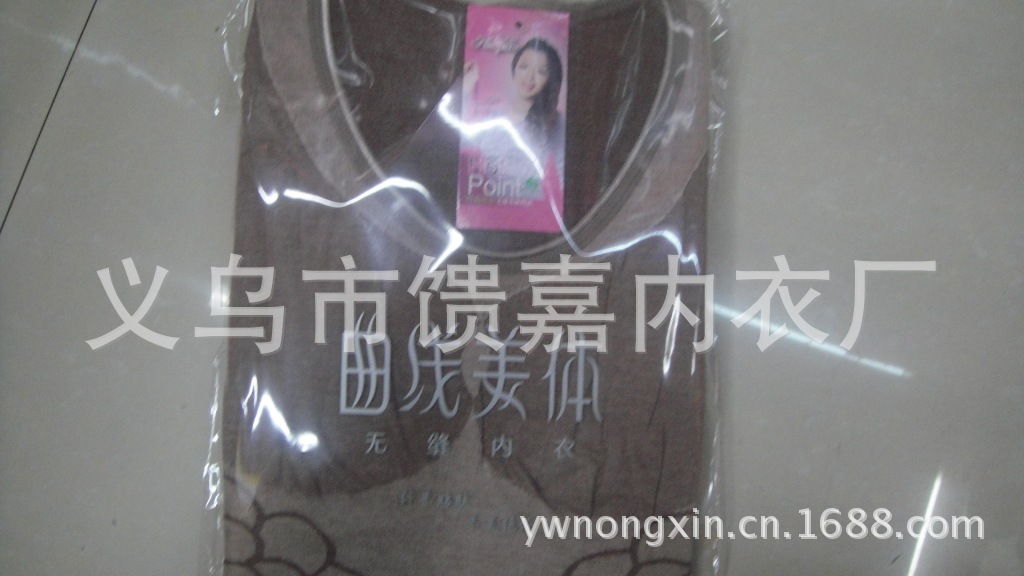 Point
义乌市馈嘉内衣厂
曲线美体
无缝内衣
ywnongxin.cn.1688.com